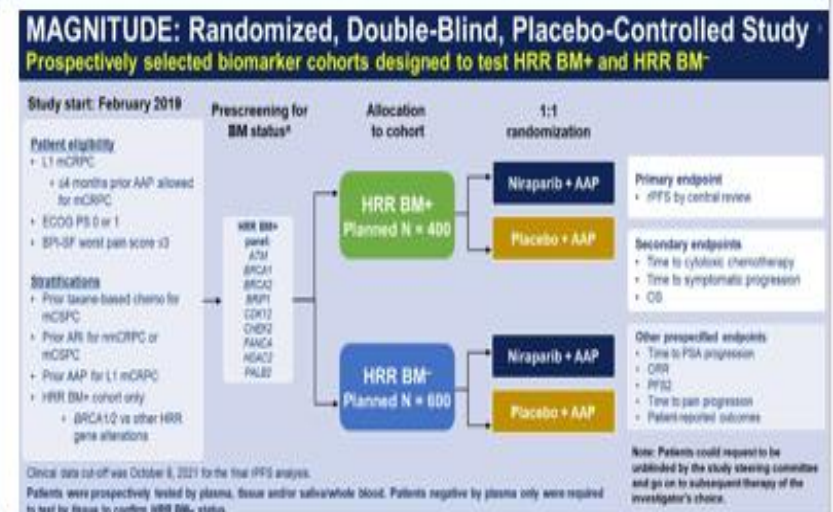 MAGNITUDE: Randomized, Double-Blind, Placebo-Controlled Study
Prospectively selected biomarker cohorts designed to test HRR BM+ and HRR BM⁻
Study start: February 2019
Patient eligibility
• L1 mCRPC
• ≤4 months prior AAP allowed
for mCRPC
• ECOG PS 0 or 1
• BPI-SF worst pain score ≤3
Stratifications
• Prior taxane-based chemo for
mCSPC
• Prior ARi for nmCRPC or
mCSPC
• Prior AAP for L1 mCRPC
• HRR BM+ cohort only
• BRCA1/2 vs other HRR
gene alterations
Prescreening for
BM statusᵃ
HRR BM+
panel:
ATM
BRCA1
BRCA2
BRIP1
CDK12
CHEK2
FANCA
HDAC2
PALB2
Allocation
to cohort
HRR BM+
Planned N = 400
HRR BM⁻
Planned N = 600
1:1
randomization
Niraparib + AAP
Placebo + AAP
Niraparib + AAP
Placebo + AAP
Primary endpoint
• rPFS by central review
Secondary endpoints
• Time to cytotoxic chemotherapy
• Time to symptomatic progression
• OS
Other prespecified endpoints
• Time to PSA progression
• ORR
• PFS2
• Time to pain progression
• Patient-reported outcomes
Note: Patients could request to be
unblinded by the study steering committee
and go on to subsequent therapy of the
investigator's choice.
Clinical data cut-off was October 8, 2021 for the final rPFS analysis.
Patients were prospectively tested by plasma, tissue and/or saliva/whole blood. Patients negative by plasma only were required
to test by tissue to confirm HRR BM- status.